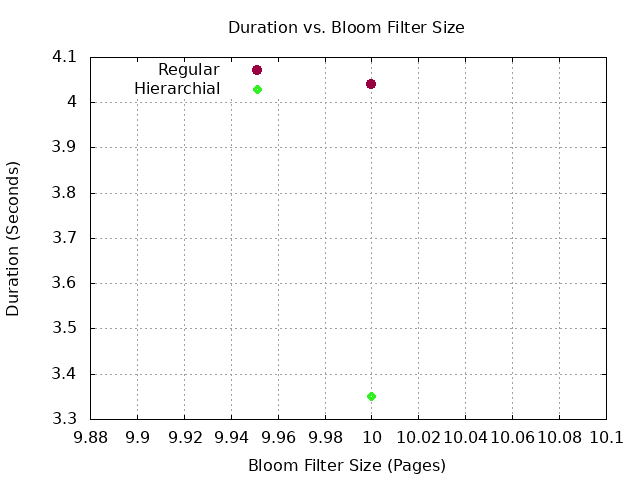 Duration vs. Bloom Filter Size
4.1
4
3.9
3.8
3.7
3.6
3.5
3.4
3.3
Regular
Hierarchial
Duration (Seconds)
9.88 9.9 9.92 9.94 9.96 9.98 10 10.02 10.04 10.06 10.08 10.1
Bloom Filter Size (Pages)